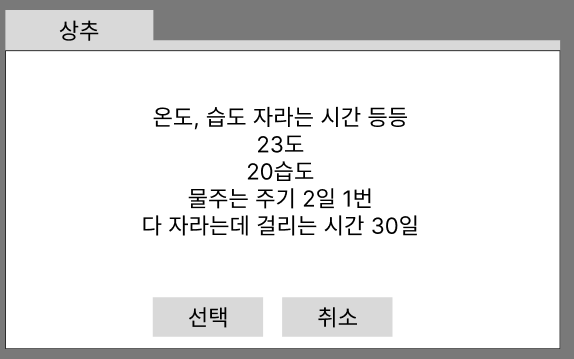 상추
온도, 습도 자라는 시간 등등
23도
20습도
물주는 주기 2일 1번
다 자라는데 걸리는 시간 30일
선택
취소